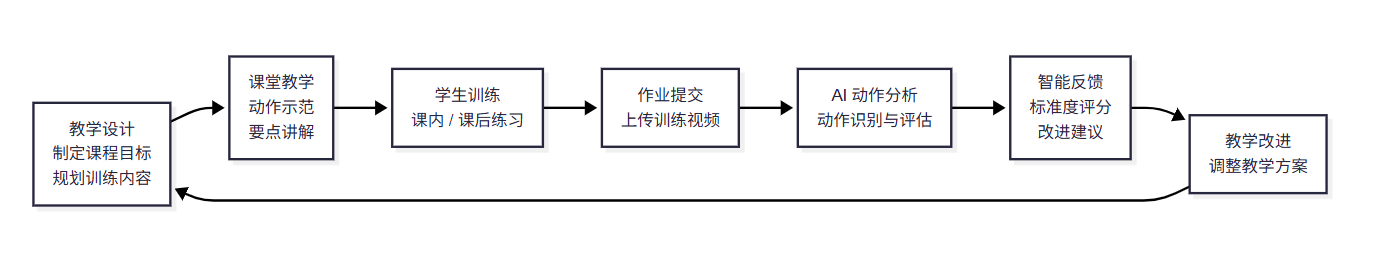 教学设计
制定课程目标
规划训练内容
课堂教学
动作示范
要点讲解
学生训练
课内 / 课后练习
作业提交
上传训练视频
AI 动作分析
动作识别与评估
智能反馈
标准度评分
改进建议
教学改进
调整教学方案